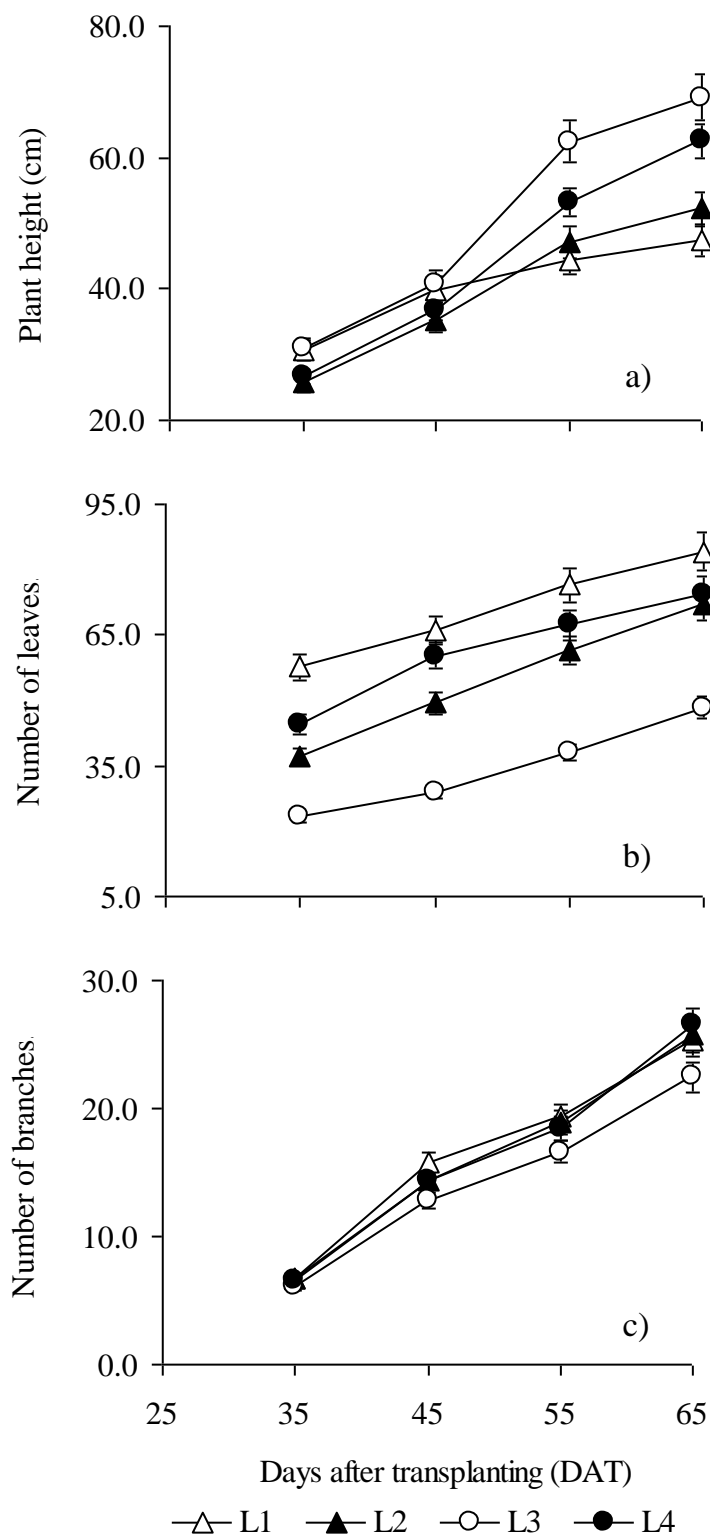 80.0
60.0
40.0
20.0
Plant height (cm)
a)
95.0
65.0
35.0
5.0
Number of leaves.
b)
30.0
20.0
10.0
0.0
Number of branches.
c)
25 35 45 55 65
Days after transplanting (DAT)
L1 L2 L3 L4